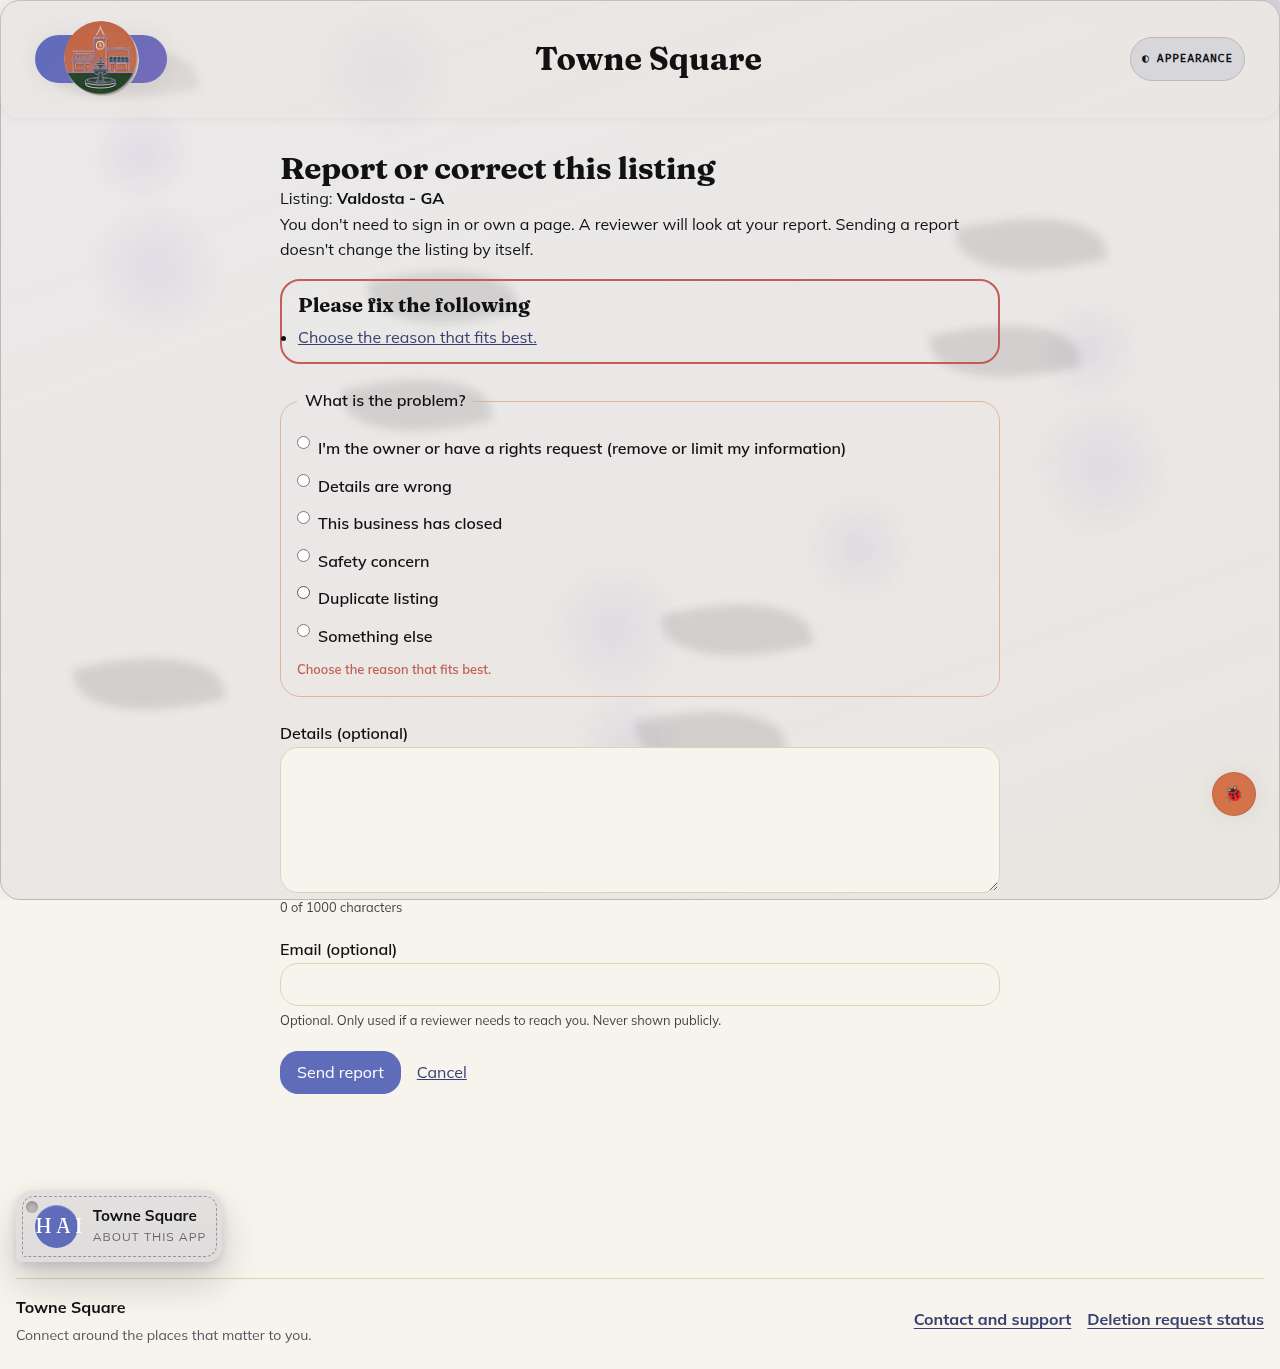 Towne Square
APPEARANCE
Report or correct this listing
Listing: Valdosta - GA
You don't need to sign in or own a page. A reviewer will look at your report. Sending a report
doesn't change the listing by itself.
Please fix the following
Choose the reason that fits best.
What is the problem?
I'm the owner or have a rights request (remove or limit my information)
Details are wrong
This business has closed
Safety concern
Duplicate listing
Something else
Choose the reason that fits best.
Details (optional)
0 of 1000 characters
Email (optional)
Optional. Only used if a reviewer needs to reach you. Never shown publicly.
Send report
Cancel
HAI
Towne Square
ABOUT THIS APP
Towne Square
Connect around the places that matter to you.
Contact and support
Deletion request status